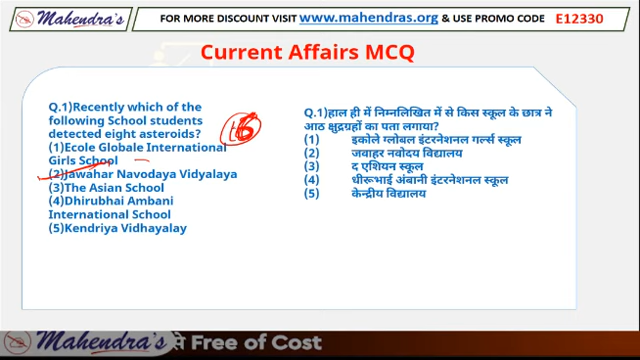 Mahendra's
FOR MORE DISCOUNT VISIT www.mahendras.org & USE PROMO CODE E12330
Current Affairs MCQ
Q.1)Recently which of the
following School students
detected eight asteroids?
(1)Ecole Globale International
Girls School
(2)Jawahar Navodaya Vidyalaya
(3)The Asian School
(4)Dhirubhai Ambani
International School
(5)Kendriya Vidhayalay
Q.1)हाल ही में निम्नलिखित में से किस स्कूल के छात्र ने
आठ क्षुद्रग्रहों का पता लगाया?
(1) इकोले ग्लोबल इंटरनेशनल गर्ल्स स्कूल
(2) जवाहर नवोदय विद्यालय
(3) द एशियन स्कूल
(4) धीरूभाई अंबानी इंटरनेशनल स्कूल
(5) केन्द्रीय विद्यालय
Mahendra's से Free of Cost